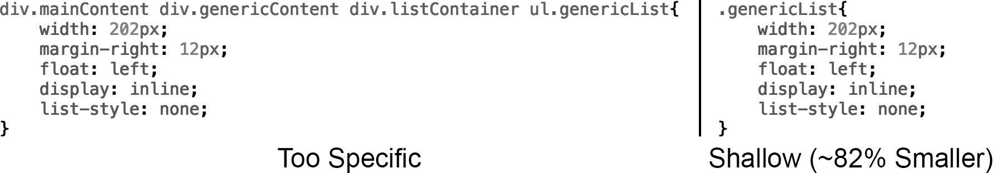 div.mainContent div.genericContent div.listContainer ul.genericList{
    width: 202px;
    margin-right: 12px;
    float: left;
    display: inline;
    list-style: none;
}
Too Specific
.genericList{
    width: 202px;
    margin-right: 12px;
    float: left;
    display: inline;
    list-style: none;
}
Shallow (~82% Smaller)